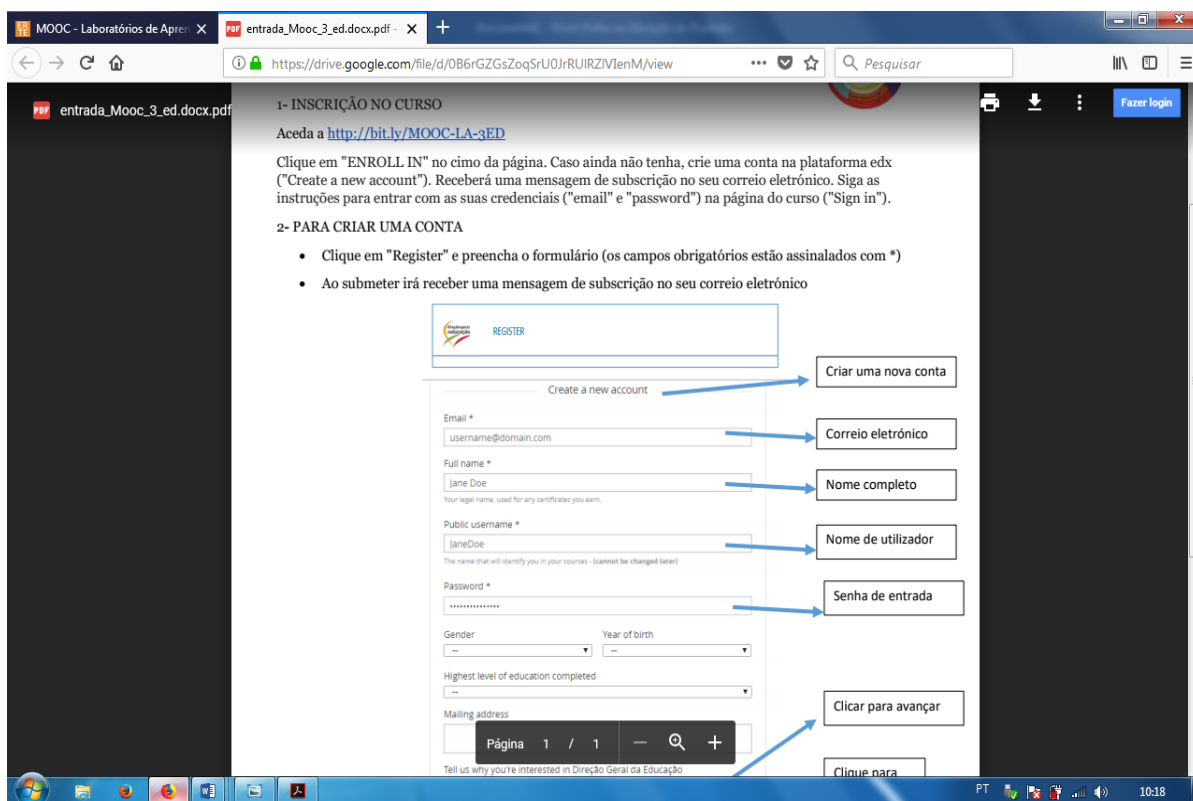 MOOC - Laboratórios de Apren
entrada_Mooc_3_ed.docx.pdf -
https://drive.google.com/file/d/0B6rGZGsZoqSrU0JrRUlRZlVIenM/view
Pesquisar
PDF entrada_Mooc_3_ed.docx.pdf
Fazer login
1- INSCRIÇÃO NO CURSO
Aceda a http://bit.ly/MOOC-LA-3ED
Clique em "ENROLL IN" no cimo da página. Caso ainda não tenha, crie uma conta na plataforma edx
("Create a new account"). Receberá uma mensagem de subscrição no seu correio eletrónico. Siga as
instruções para entrar com as suas credenciais ("email" e "password") na página do curso ("Sign in").
2- PARA CRIAR UMA CONTA
• Clique em "Register" e preencha o formulário (os campos obrigatórios estão assinalados com *)
• Ao submeter irá receber uma mensagem de subscrição no seu correio eletrónico
REGISTER
Create a new account
Criar uma nova conta
Email *
username@domain.com
Correio eletrónico
Full name *
Jane Doe
Nome completo
Your legal name, used for any certificates you earn.
Public username *
JaneDoe
Nome de utilizador
The name that will identify you in your courses - (cannot be changed later)
Password *
Senha de entrada
Gender Year of birth
-- --
Highest level of education completed
--
Mailing address
Clicar para avançar
Página 1 / 1
Tell us why you're interested in Direção Geral da Educação
Clique para
PT 10:18